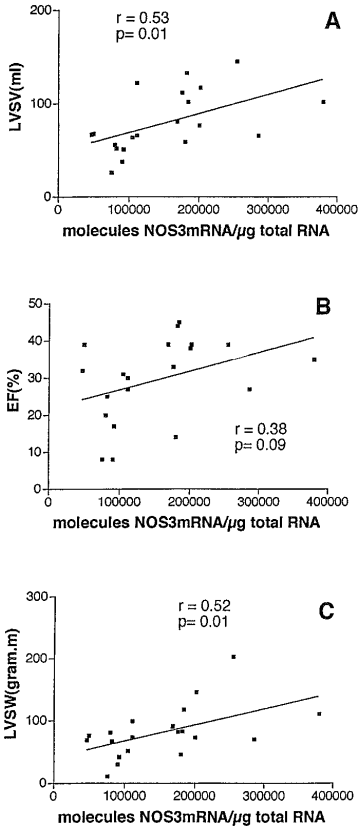 A
r = 0.53
p= 0.01
LVSV(ml)
200
100
0
0 100000 200000 300000 400000
molecules NOS3mRNA/µg total RNA
B
EF(%)
50
40
30
20
10
0
r = 0.38
p= 0.09
0 100000 200000 300000 400000
molecules NOS3mRNA/µg total RNA
C
r = 0.52
p= 0.01
LVSW(gram.m)
300
200
100
0
0 100000 200000 300000 400000
molecules NOS3mRNA/µg total RNA